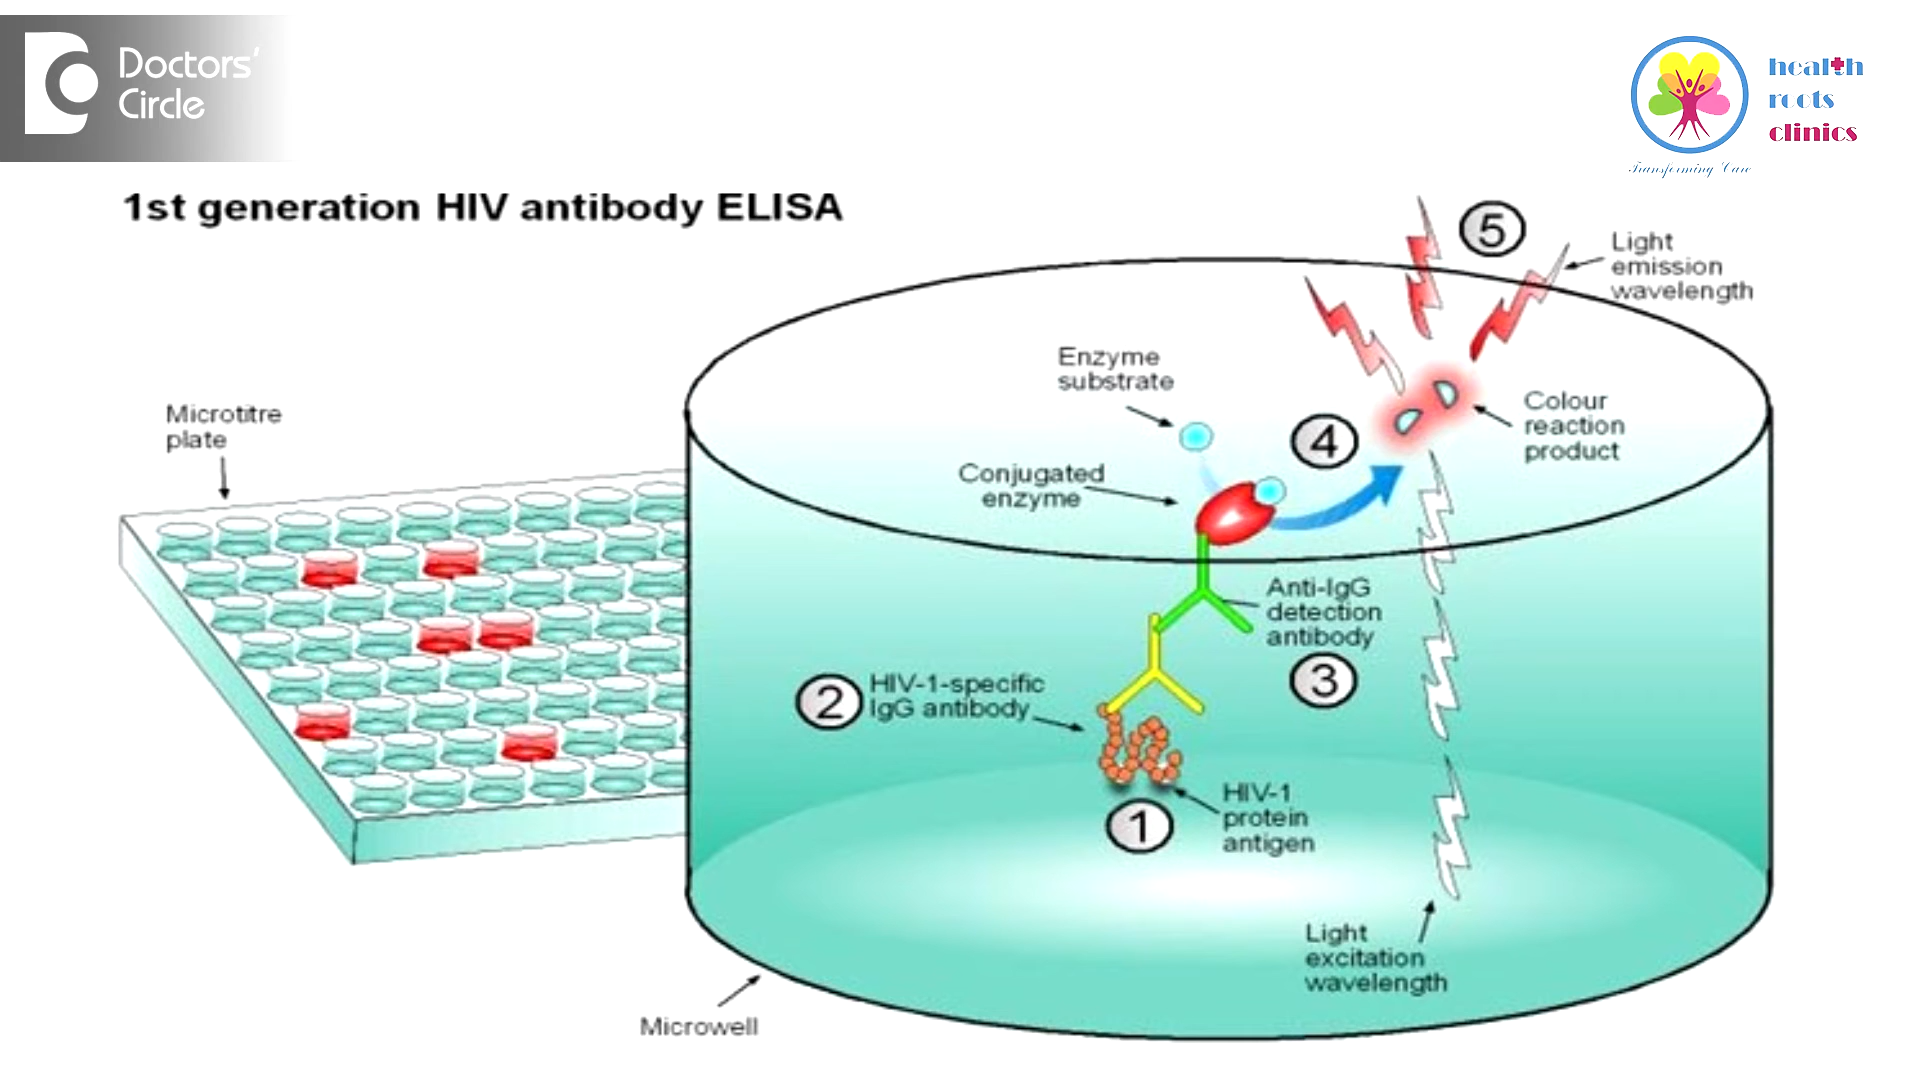 Doctors'
Circle
health
roots
clinics
Transforming Care
1st generation HIV antibody ELISA
5
Light
emission
wavelength
Enzyme
substrate
Microtitre
plate
4
Colour
reaction
product
Conjugated
enzyme
Anti-IgG
detection
antibody
3
2
HIV-1-specific
IgG antibody
HIV-1
protein
antigen
1
Light
excitation
wavelength
Microwell